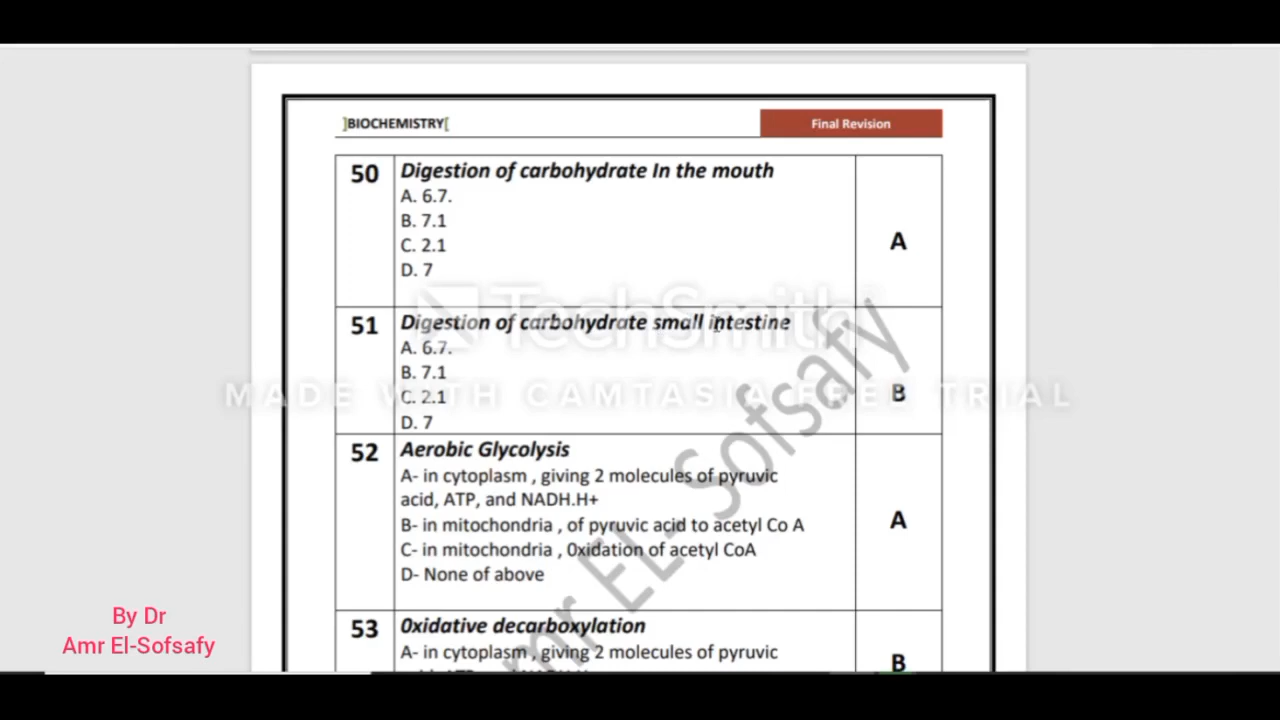 ]BIOCHEMISTRY[
Final Revision
50
Digestion of carbohydrate In the mouth
A. 6.7.
B. 7.1
C. 2.1
D. 7
A
51
Digestion of carbohydrate small intestine
A. 6.7.
B. 7.1
C. 2.1
D. 7
B
52
Aerobic Glycolysis
A- in cytoplasm , giving 2 molecules of pyruvic
acid, ATP, and NADH.H+
B- in mitochondria , of pyruvic acid to acetyl Co A
C- in mitochondria , 0xidation of acetyl CoA
D- None of above
A
53
0xidative decarboxylation
A- in cytoplasm , giving 2 molecules of pyruvic
B
TechSmith
MADE WITH CAMTASIA FREE TRIAL
mr EL- Sofsafy
By Dr
Amr El-Sofsafy